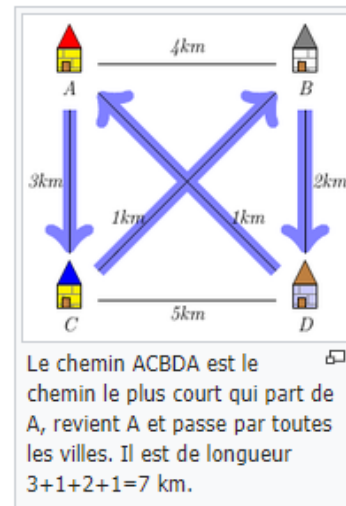 4km
A
B
3km
2km
1km
1km
C
5km
D
Le chemin ACBDA est le
chemin le plus court qui part de
A, revient A et passe par toutes
les villes. Il est de longueur
3+1+2+1=7 km.